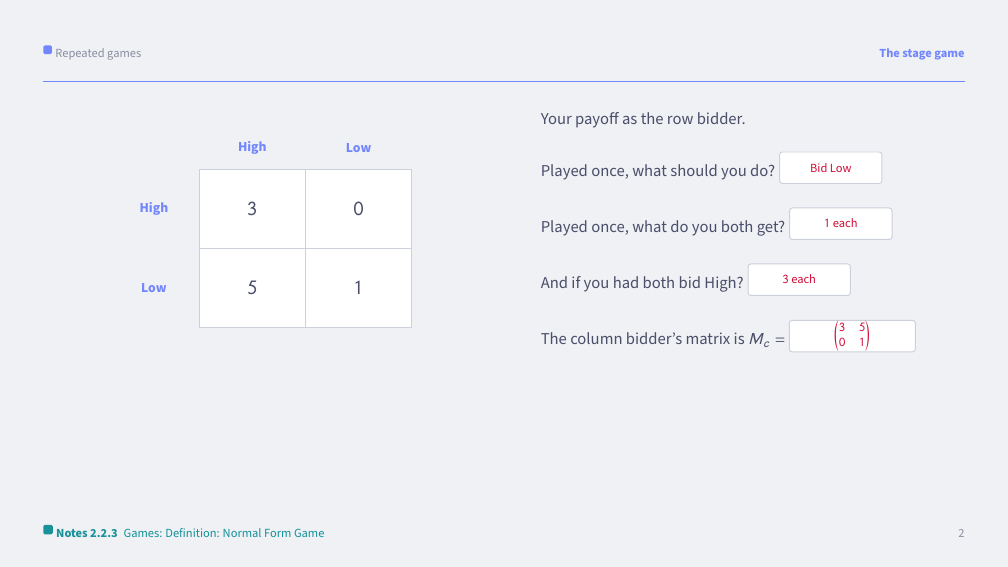 Repeated games
The stage game
High Low
High 3 0
Low 5 1
Your payoff as the row bidder.
Played once, what should you do? Bid Low
Played once, what do you both get? 1 each
And if you had both bid High? 3 each
The column bidder’s matrix is M_c = (3 5
0 1)
Notes 2.2.3 Games: Definition: Normal Form Game
2